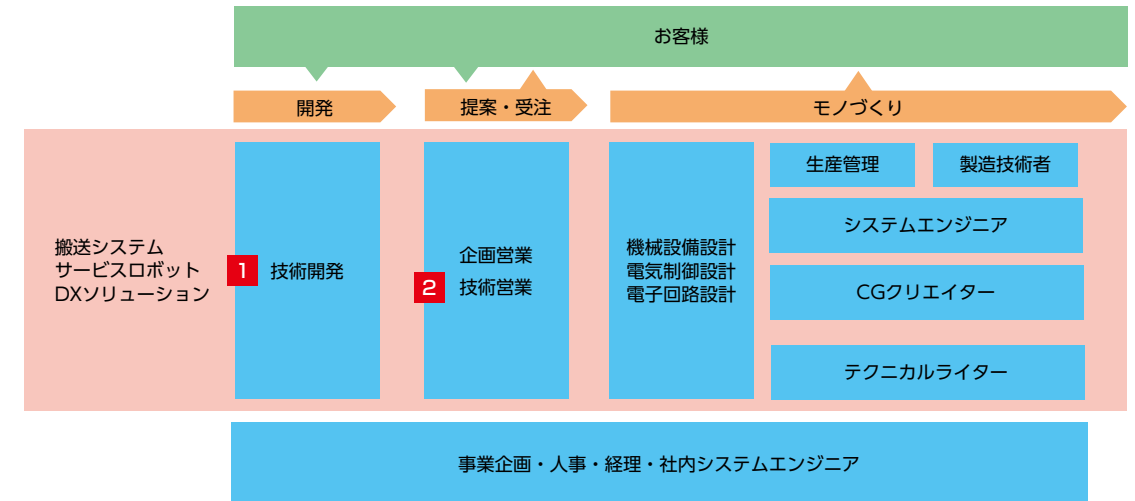 お客様
開発
提案・受注
モノづくり
搬送システム
サービスロボット
DXソリューション
1
技術開発
企画営業
2
技術営業
機械設備設計
電気制御設計
電子回路設計
生産管理
製造技術者
システムエンジニア
CGクリエイター
テクニカルライター
事業企画・人事・経理・社内システムエンジニア